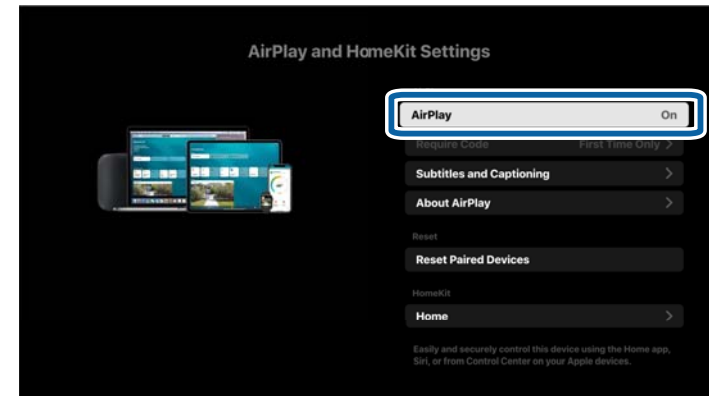 AirPlay and HomeKit Settings
AirPlay On
Require Code First Time Only >
Subtitles and Captioning >
About AirPlay >
Reset
Reset Paired Devices
HomeKit
Home >
Easily and securely control this device using the Home app,
Siri, or from Control Center on your Apple devices.